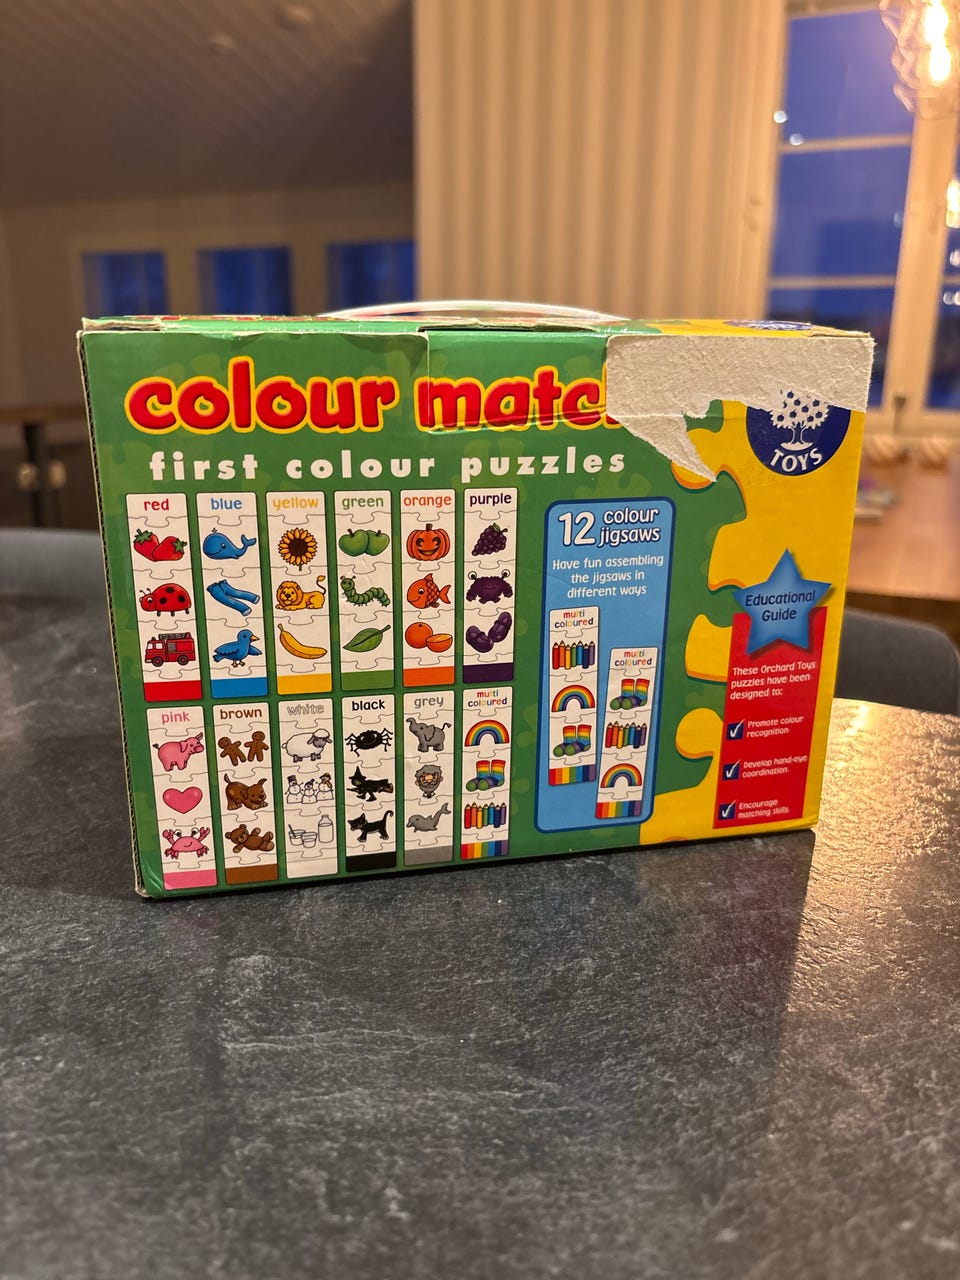 colour matc
first colour puzzles
TOYS
red
blue
yellow
green
orange
purple
pink
brown
white
black
grey
multi
coloured
12 colour
jigsaws
Have fun assembling
the jigsaws in
different ways
multi
coloured
multi
coloured
Educational
Guide
These Orchard Toys
puzzles have been
designed to:
Promote colour
recognition
Develop hand-eye
coordination
Encourage
matching skills